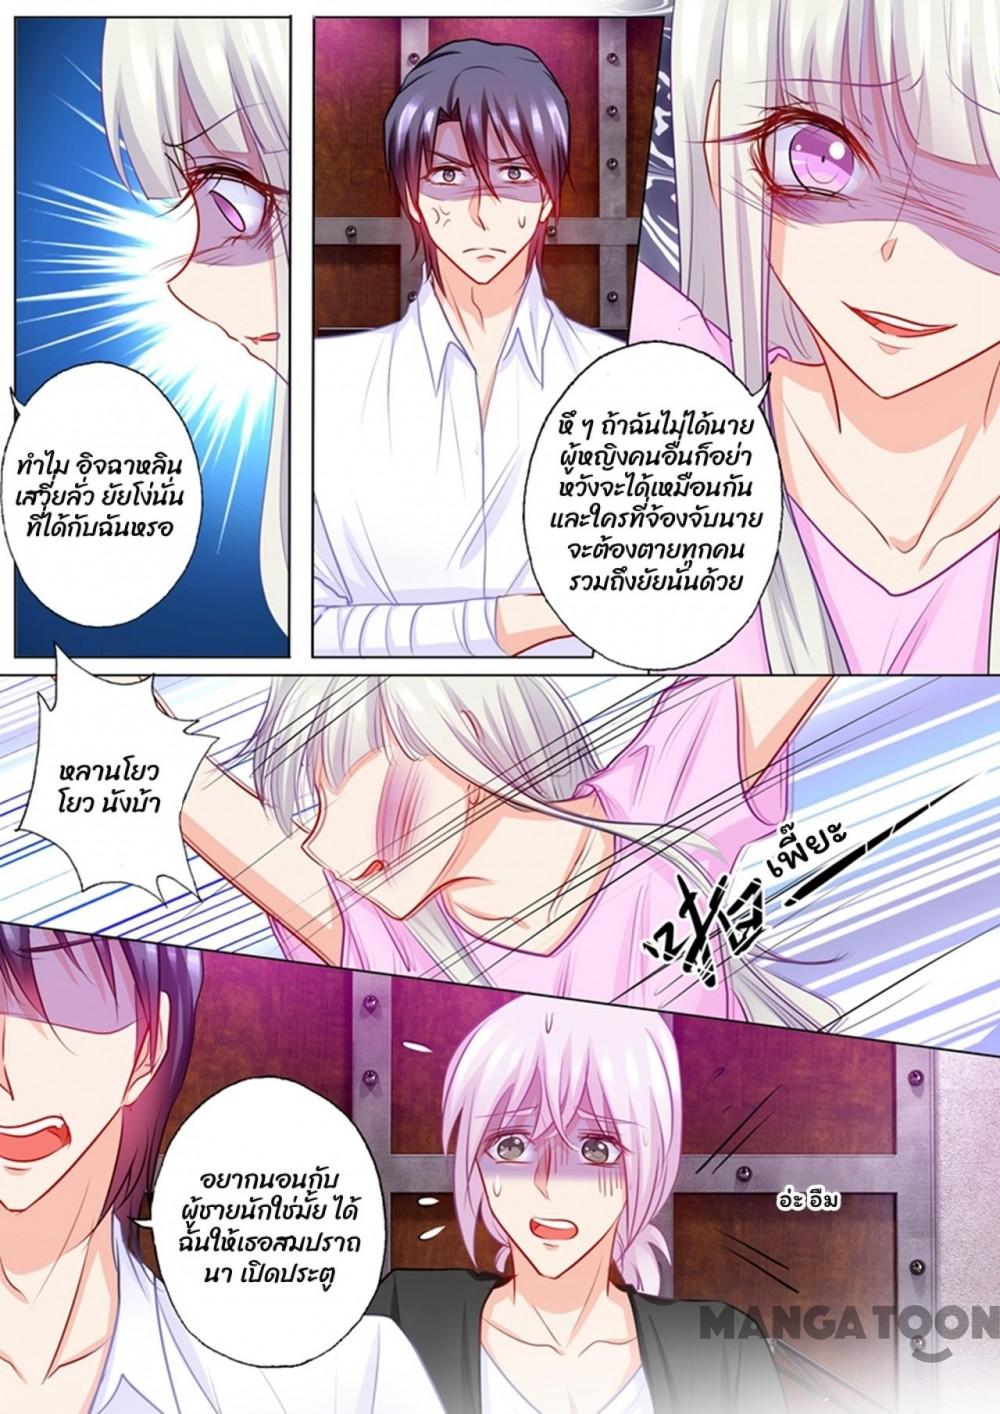 ทำไม อิจฉาหลิน
เสวี่ยลั่ว ยัยโง่นั่น
ที่ได้กับฉันหรอ
หึ ๆ ถ้าฉันไม่ได้นาย
ผู้หญิงคนอื่นก็อย่า
หวังจะได้เหมือนกัน
และใครที่จ้องจับนาย
จะต้องตายทุกคน
รวมถึงยัยนั่นด้วย
หลานโยว
โยว นังบ้า
เพี๊ยะ
อยากนอนกับ
ผู้ชายนักใช่มั้ย ได้
ฉันให้เธอสมปราถ
นา เปิดประตู
อ่ะ อืม
MANGATOON